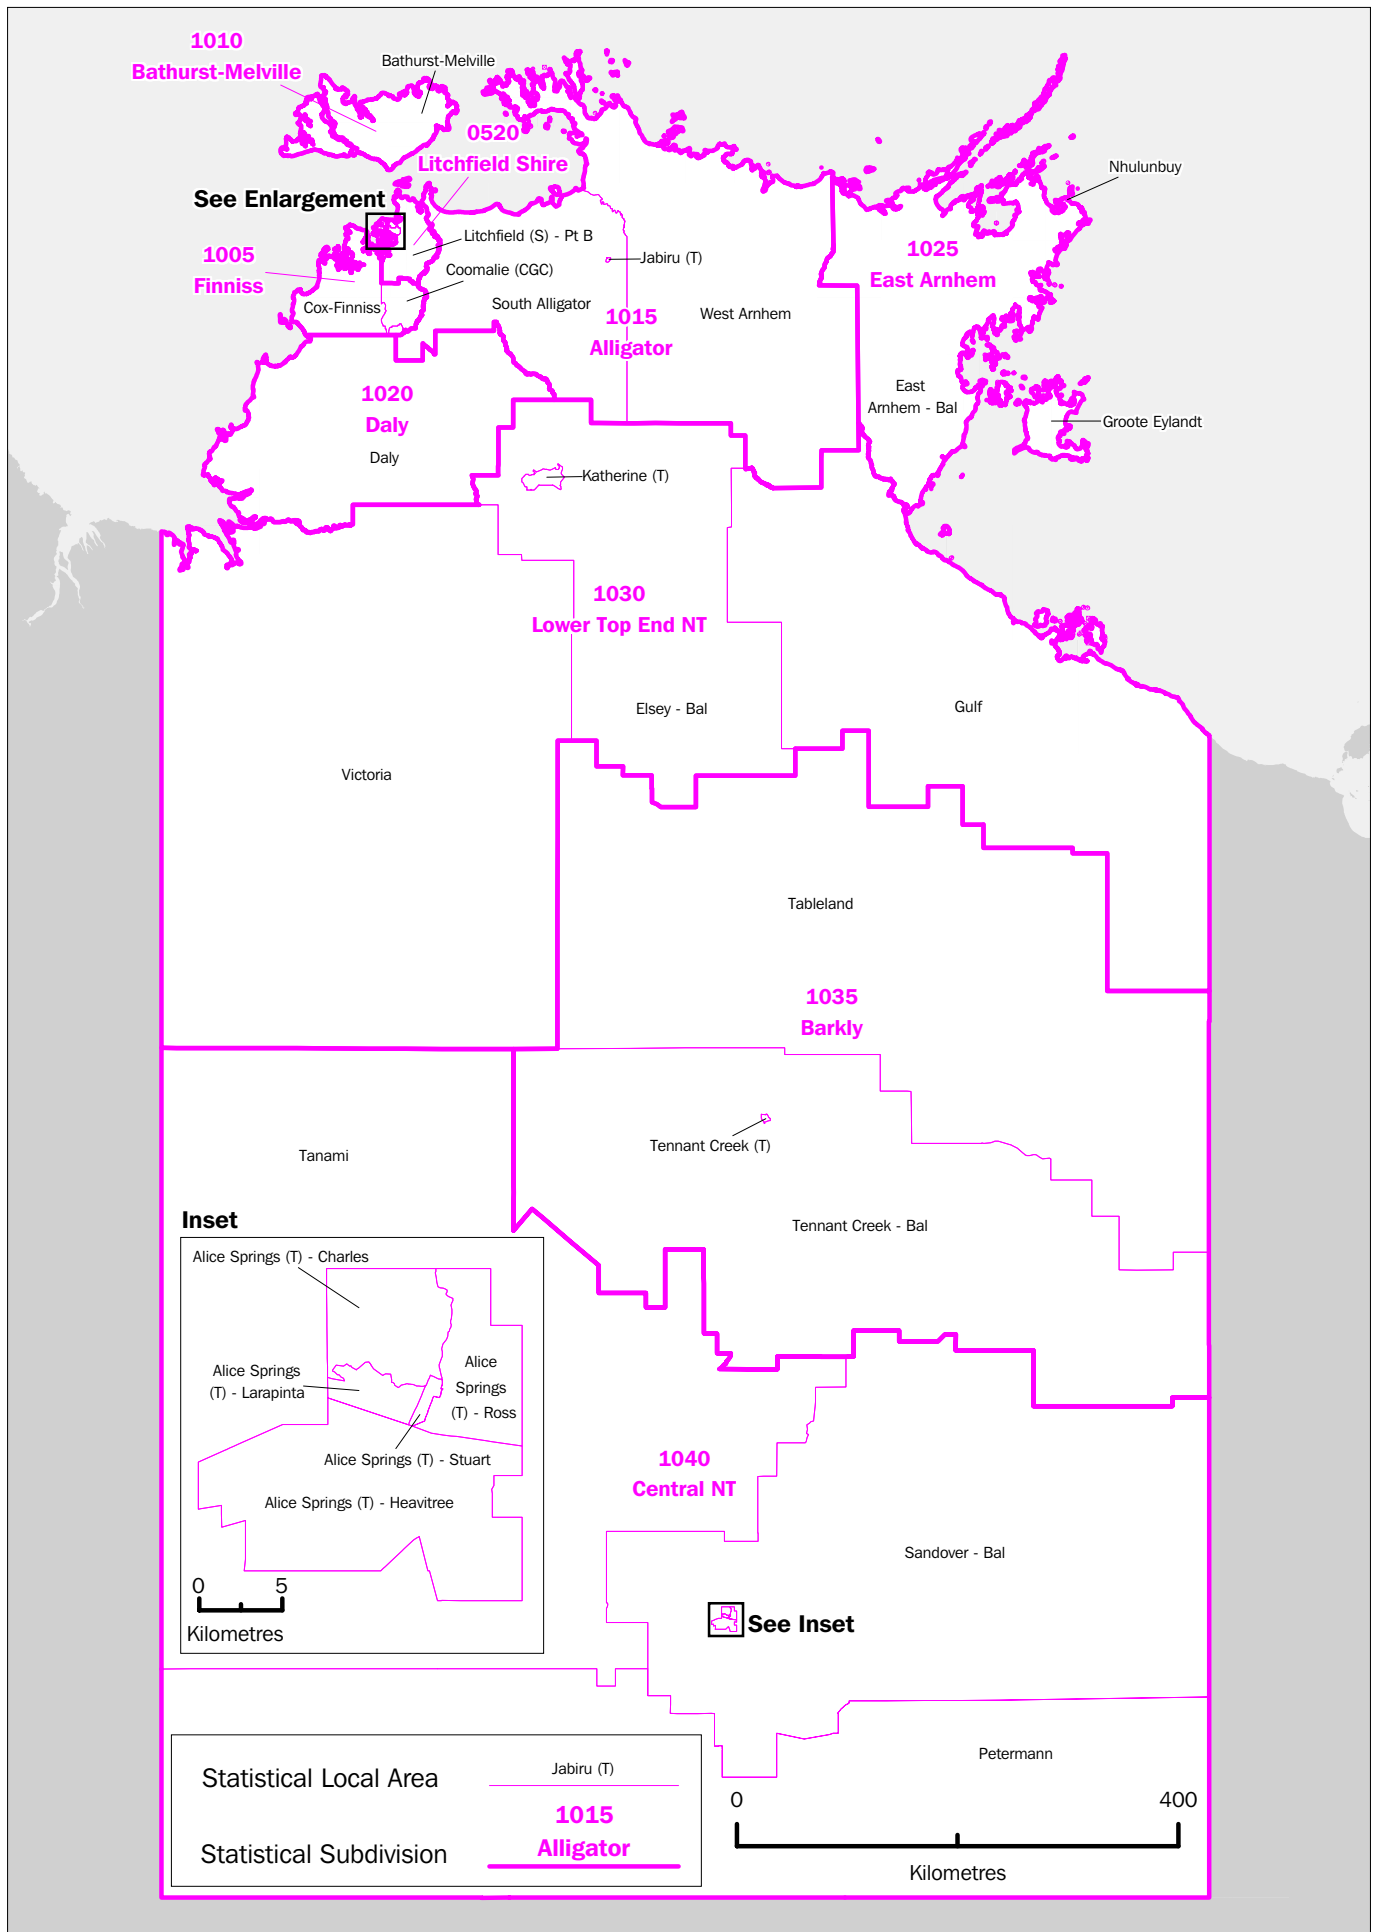 1010
Bathurst-Melville
Bathurst-Melville
0520
Litchfield Shire
See Enlargement
Nhulunbuy
Litchfield (S) - Pt B
1005
Finniss
Coomalie (CGC)
Jabiru (T)
1025
East Arnhem
Cox-Finniss
South Alligator
1015
Alligator
West Arnhem
1020
Daly
Daly
East
Arnhem - Bal
Groote Eylandt
Katherine (T)
1030
Lower Top End NT
Elsey - Bal
Gulf
Victoria
Tableland
1035
Barkly
Tennant Creek (T)
Tanami
Tennant Creek - Bal
Inset
Alice Springs (T) - Charles
Alice Springs
(T) - Larapinta
Alice
Springs
(T) - Ross
Alice Springs (T) - Stuart
Alice Springs (T) - Heavitree
0 5
Kilometres
1040
Central NT
Sandover - Bal
See Inset
Petermann
Statistical Local Area
Jabiru (T)
1015
Alligator
Statistical Subdivision
0 400
Kilometres